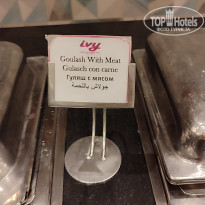 TOP Hotels
ivy
Goulash With Meat
Gulasch con carne
Гуляш с мясом
جولاش باللحمة